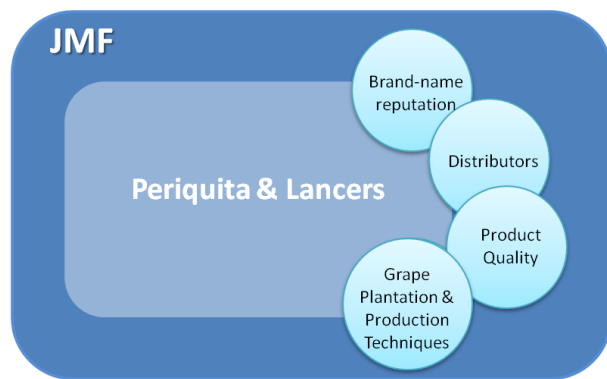 JMF
Brand-name
reputation
Distributors
Periquita & Lancers
Product
Quality
Grape
Plantation &
Production
Techniques